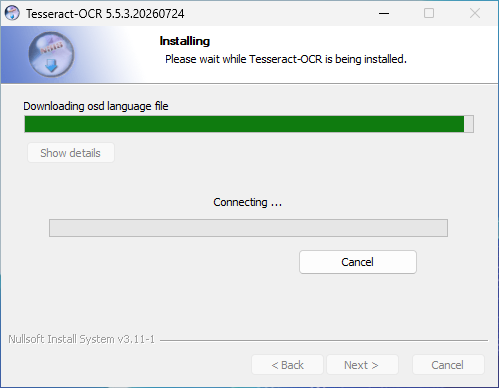 Tesseract-OCR 5.5.3.20260724
Installing
Please wait while Tesseract-OCR is being installed.
Downloading osd language file
Show details
Connecting ...
Cancel
Nullsoft Install System v3.11-1
< Back
Next >
Cancel